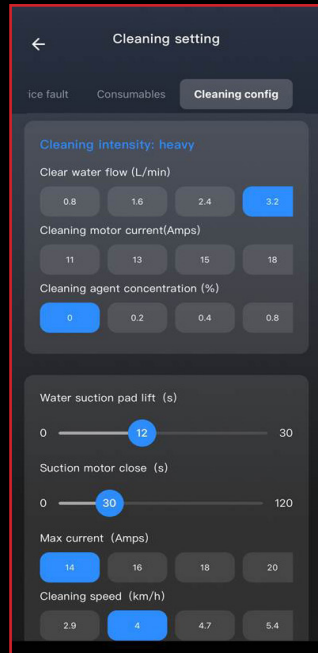 Cleaning setting
ice fault Consumables Cleaning config
Cleaning intensity: heavy
Clear water flow (L/min)
0.8 1.6 2.4 3.2
Cleaning motor current(Amps)
11 13 15 18
Cleaning agent concentration (%)
0 0.2 0.4 0.8
Water suction pad lift (s)
0 12 30
Suction motor close (s)
0 30 120
Max current (Amps)
14 16 18 20
Cleaning speed (km/h)
2.9 4 4.7 5.4